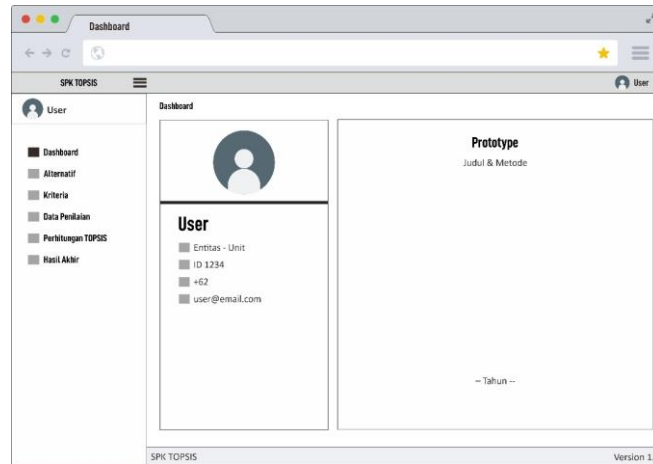 Dashboard
SPK TOPSIS
User
User
Dashboard
Alternatif
Kriteria
Data Penilaian
Perhitungan TOPSIS
Hasil Akhir
Dashboard
User
Entitas - Unit
ID 1234
+62
user@email.com
Prototype
Judul & Metode
-- Tahun --
SPK TOPSIS
Version 1